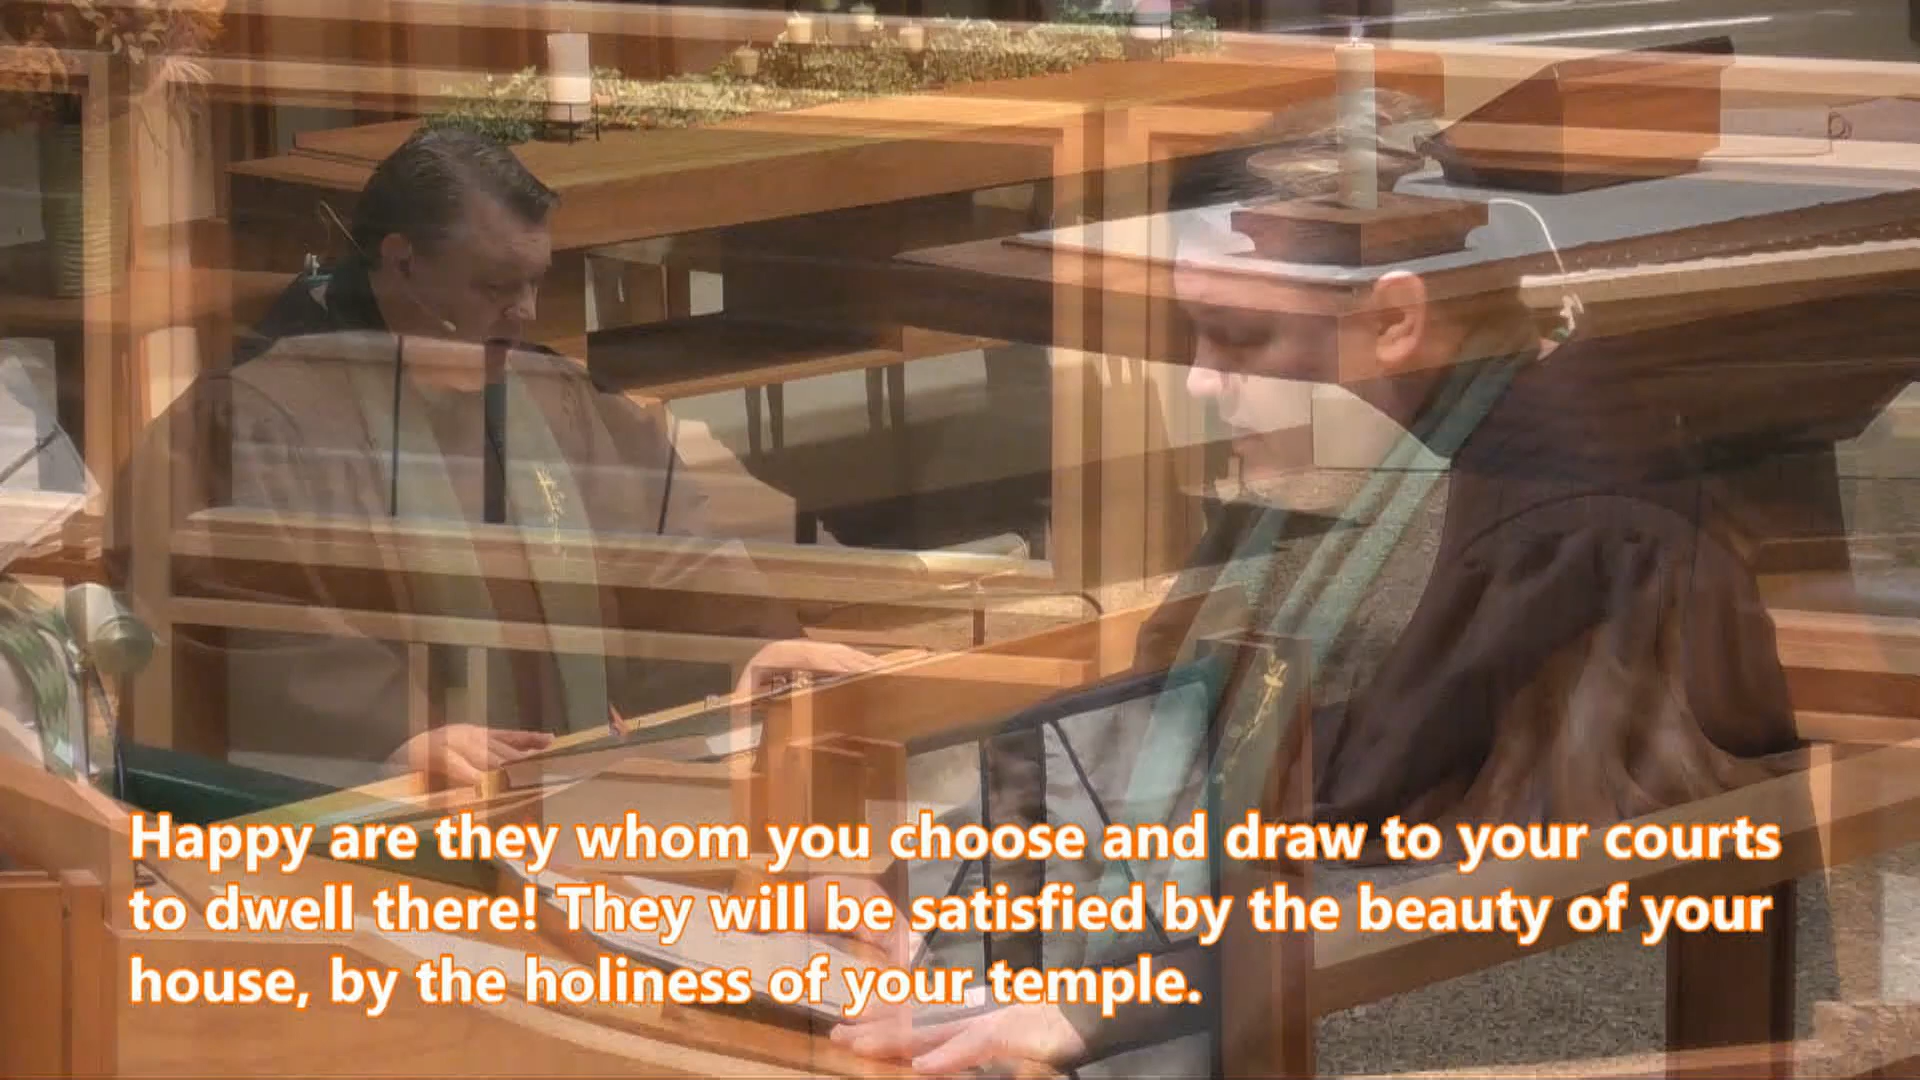 Happy are they whom you choose and draw to your courts
to dwell there! They will be satisfied by the beauty of your
house, by the holiness of your temple.